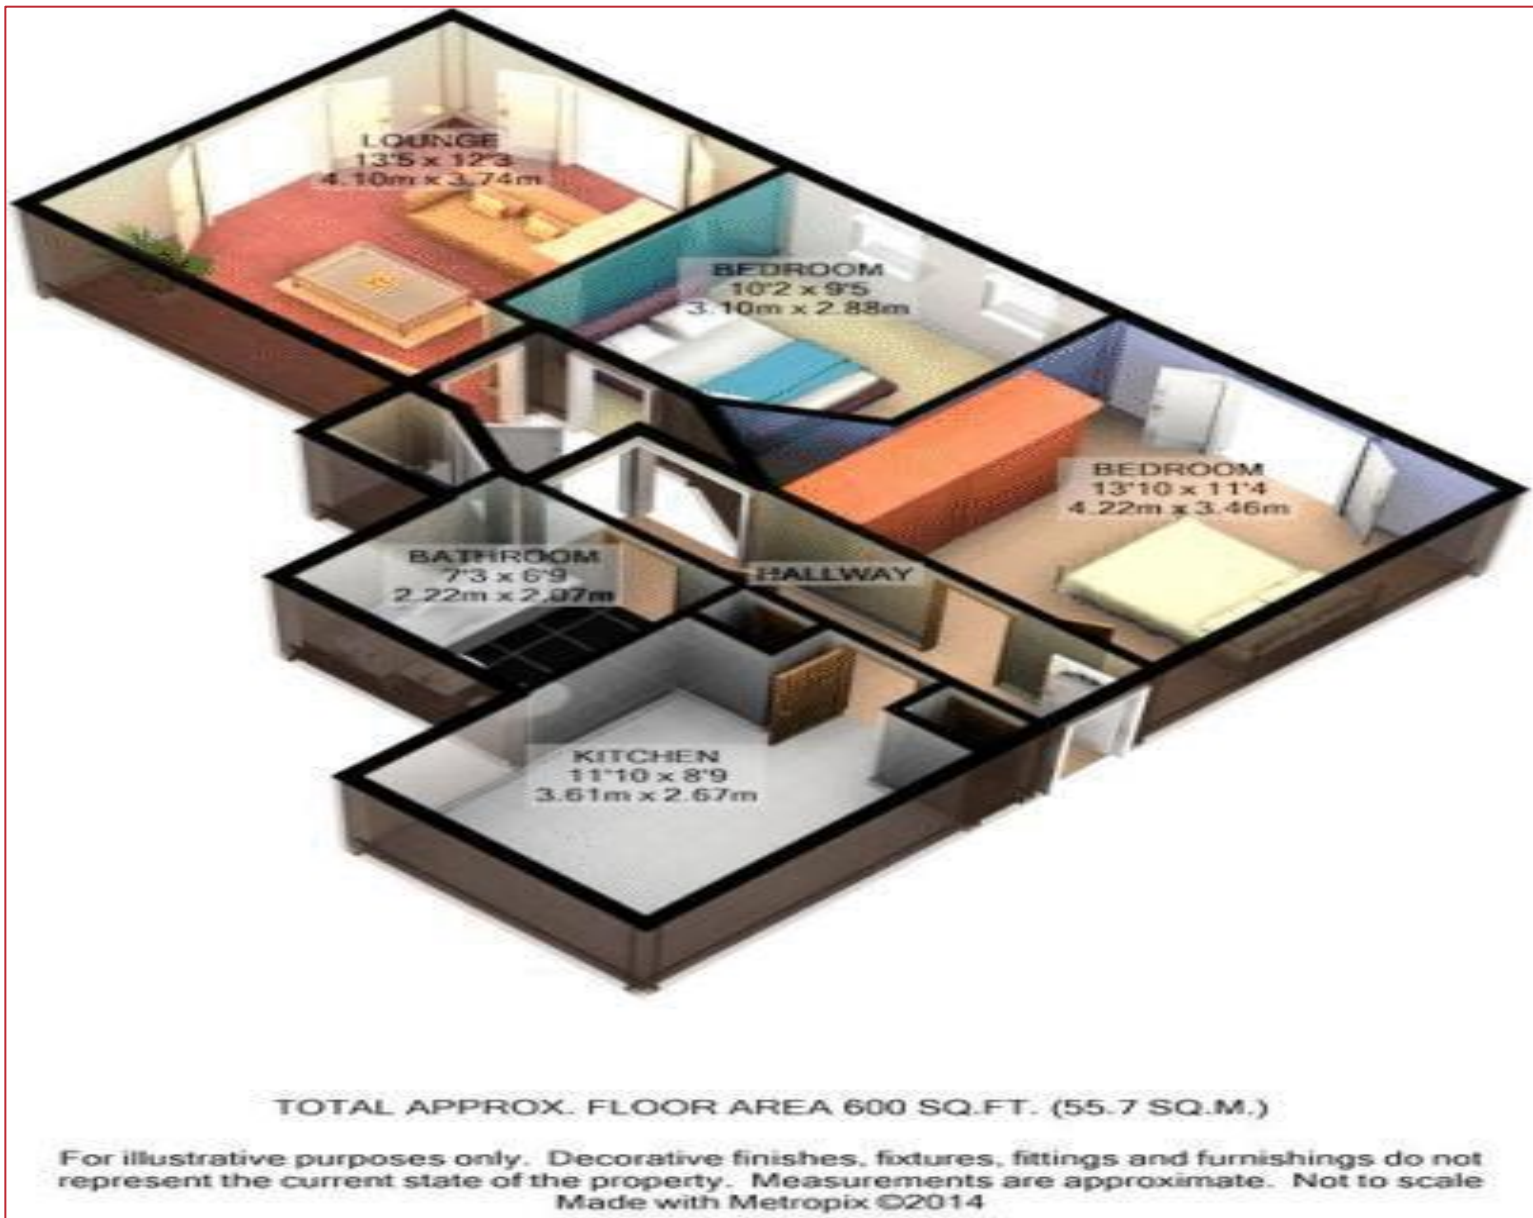 LOUNGE
13'5 x 12'3
4.10m x 3.74m
BEDROOM
10'2 x 9'5
3.10m x 2.88m
BEDROOM
13'10 x 11'4
4.22m x 3.46m
BATHROOM
7'3 x 6'9
2.22m x 2.07m
HALLWAY
KITCHEN
11'10 x 8'9
3.61m x 2.67m
TOTAL APPROX. FLOOR AREA 600 SQ.FT. (55.7 SQ.M.)
For illustrative purposes only. Decorative finishes, fixtures, fittings and furnishings do not
represent the current state of the property. Measurements are approximate. Not to scale
Made with Metropix ©2014